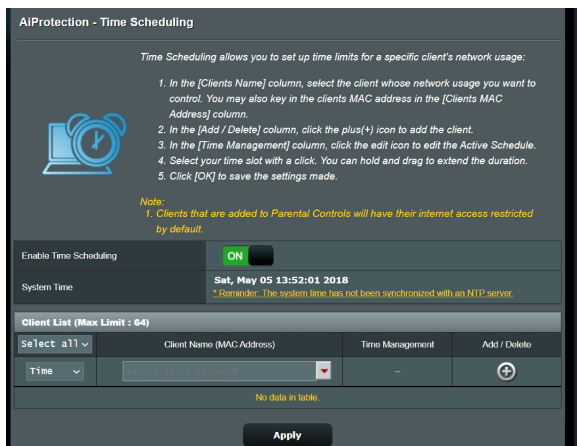 AiProtection - Time Scheduling
Time Scheduling allows you to set up time limits for a specific client's network usage:
1. In the [Clients Name] column, select the client whose network usage you want to
control. You may also key in the clients MAC address in the [Clients MAC
Address] column.
2. In the [Add / Delete] column, click the plus(+) icon to add the client.
3. In the [Time Management] column, click the edit icon to edit the Active Schedule.
4. Select your time slot with a click. You can hold and drag to extend the duration.
5. Click [OK] to save the settings made.
Note:
1. Clients that are added to Parental Controls will have their internet access restricted
by default.
Enable Time Scheduling ON
System Time Sat, May 05 13:52:01 2018
* Reminder: The system time has not been synchronized with an NTP server.
Client List (Max Limit : 64)
Select all Client Name (MAC Address) Time Management Add / Delete
Time --
No data in table.
Apply